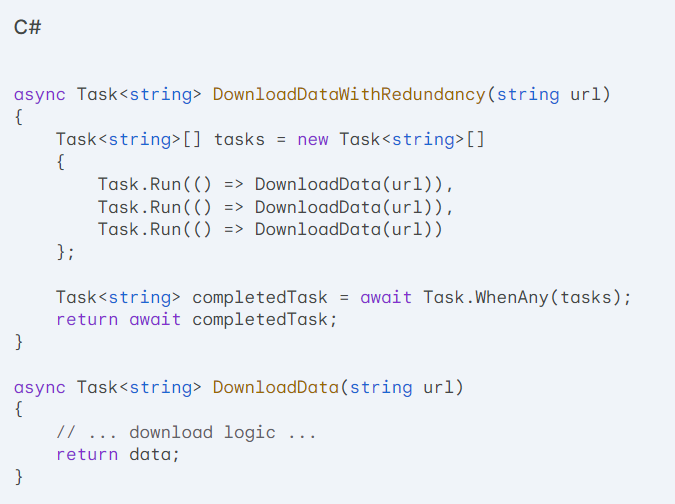 C#
async Task<string> DownloadDataWithRedundancy(string url)
{
    Task<string>[] tasks = new Task<string>[]
    {
        Task.Run(() => DownloadData(url)),
        Task.Run(() => DownloadData(url)),
        Task.Run(() => DownloadData(url))
    };

    Task<string> completedTask = await Task.WhenAny(tasks);
    return await completedTask;
}

async Task<string> DownloadData(string url)
{
    // ... download logic ...
    return data;
}